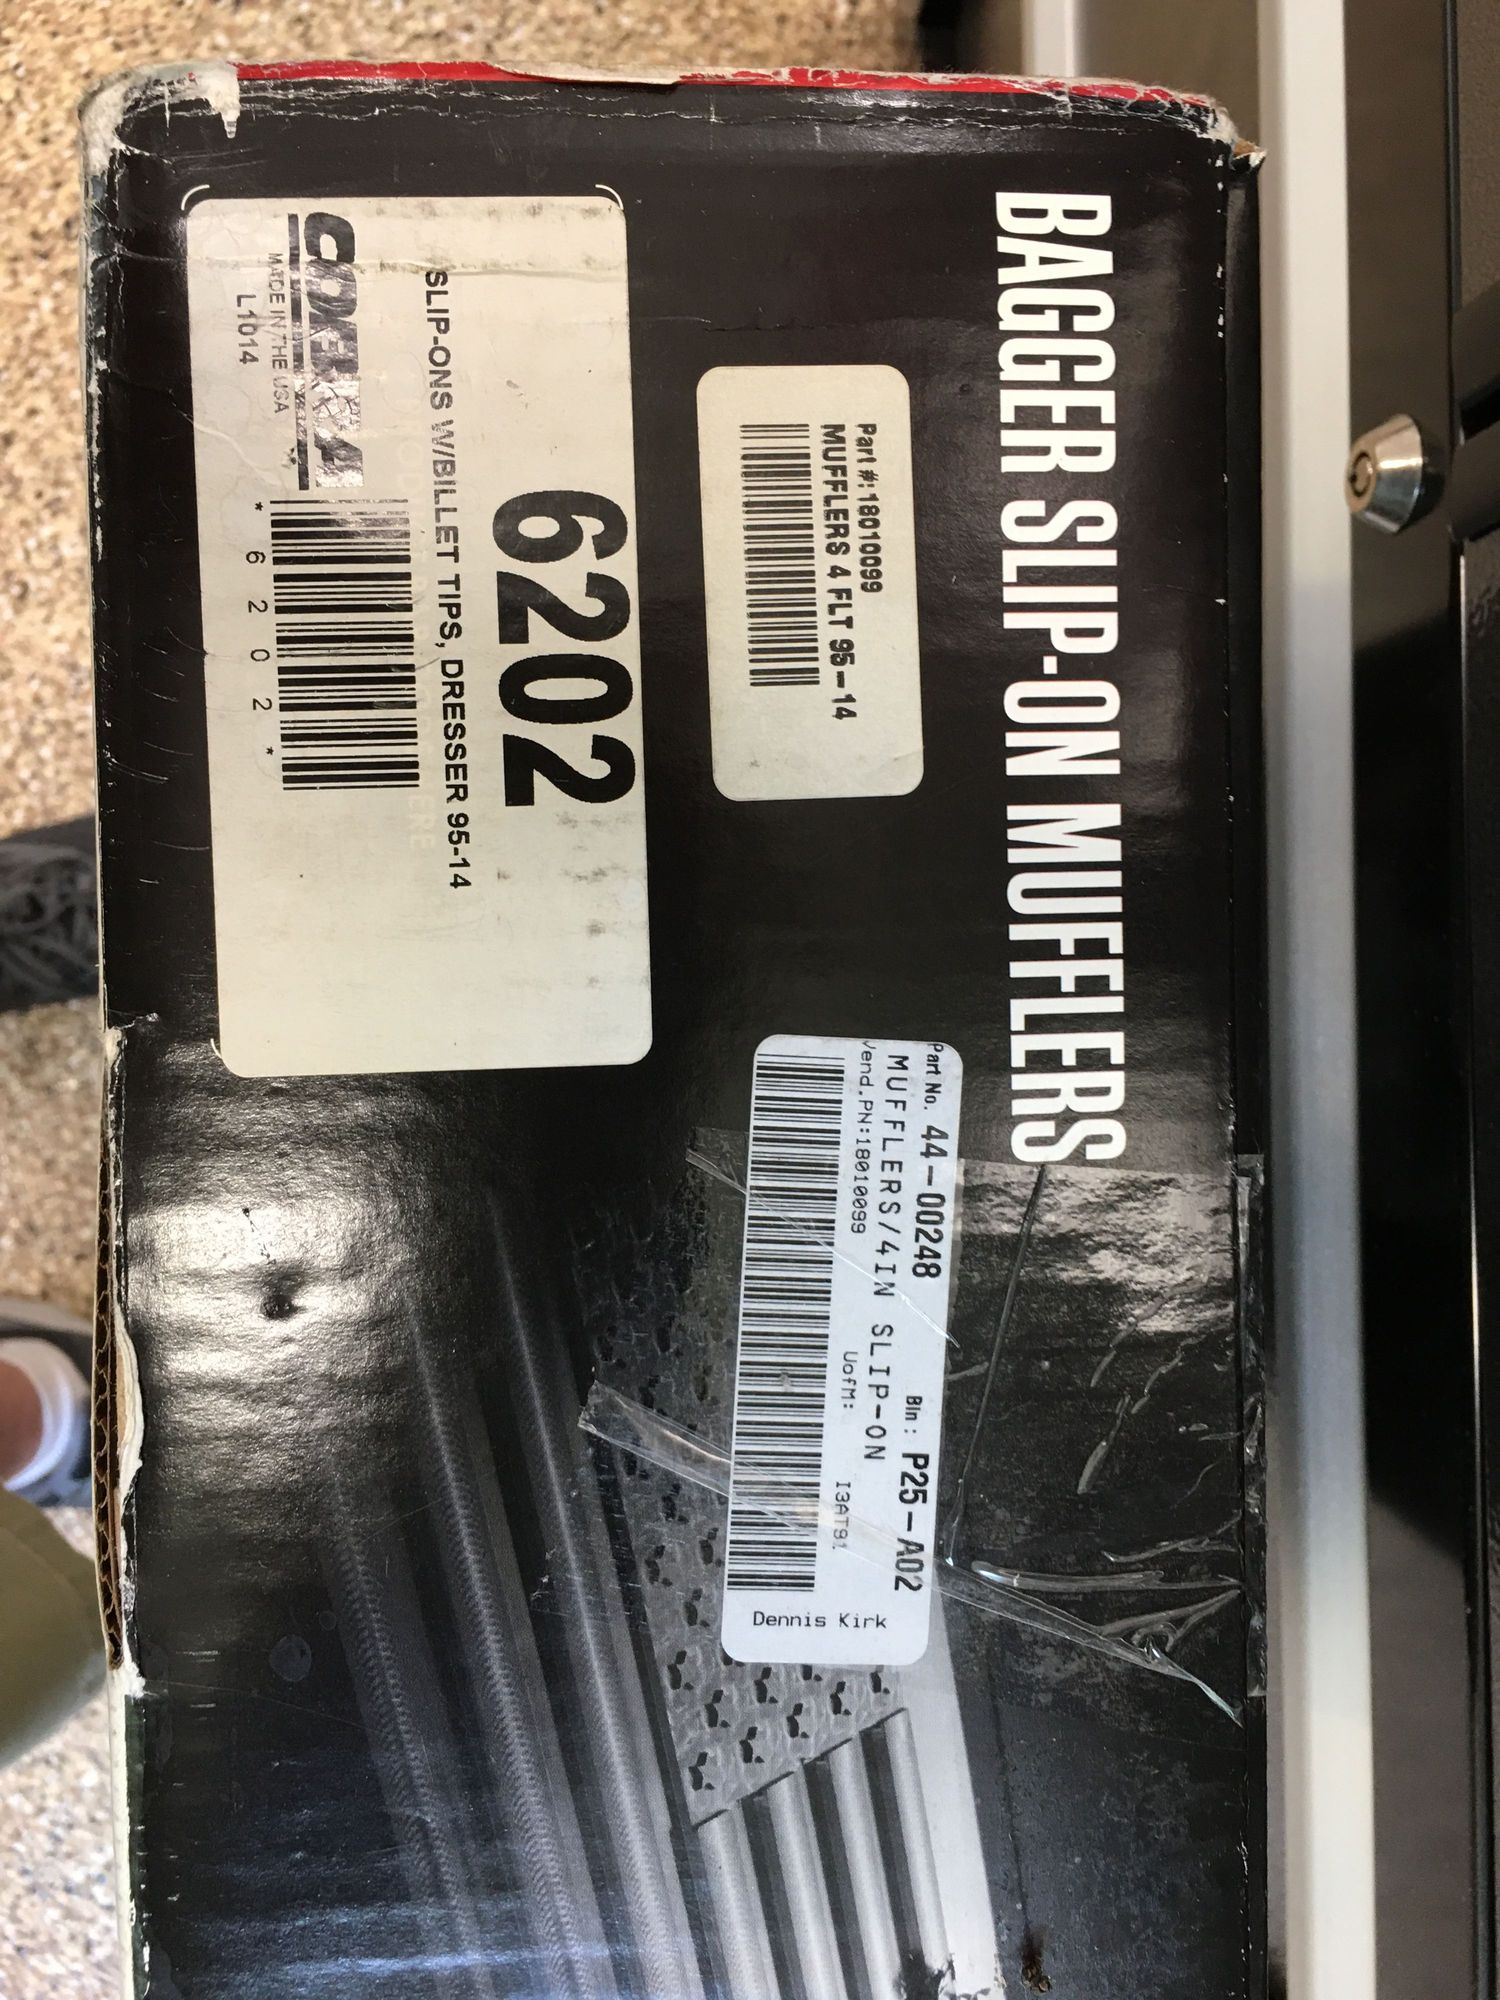 BAGGER SLIP-ON MUFFLERS
Part #:18010099
MUFFLERS 4 FLT 95-14
6202
SLIP-ONS W/BILLET TIPS, DRESSER 95-14
COBRA
MADE IN THE USA
L1014
* 6 2 0 2 *
Part No. 44-00248 Bin: P25-A02
MUFFLERS/4IN SLIP-ON
Vend.PN:18010099 UofM: I3AT91
Dennis Kirk